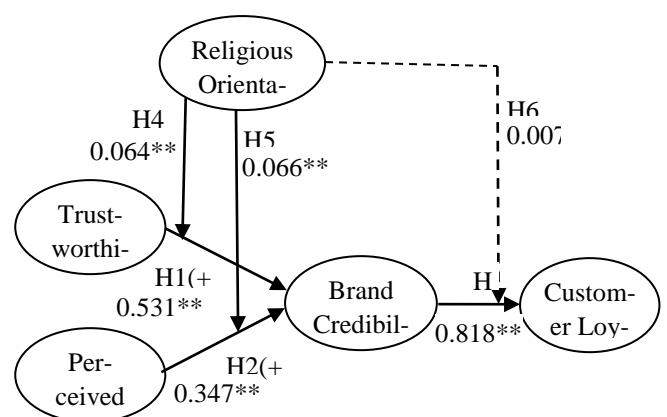 Religious
Orienta-
H4
0.064**
H5
0.066**
H6
0.007
Trust-
worthi-
H1(+
0.531**
Brand
Credibil-
H
0.818**
Custom-
er Loy-
Per-
ceived
H2(+
0.347**